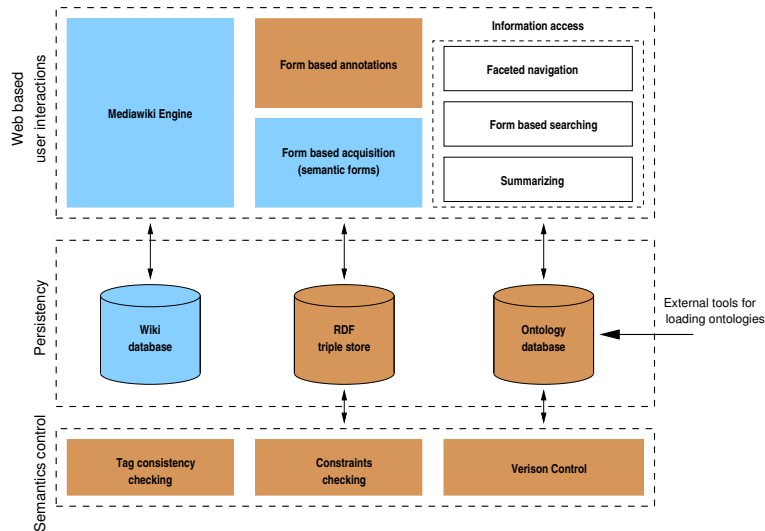 Web based
user interactions
Mediawiki Engine
Form based annotations
Form based acquisition
(semantic forms)
Information access
Faceted navigation
Form based searching
Summarizing
Persistency
Wiki
database
RDF
triple store
Ontology
database
External tools for
loading ontologies
Semantics control
Tag consistency
checking
Constraints
checking
Verison Control